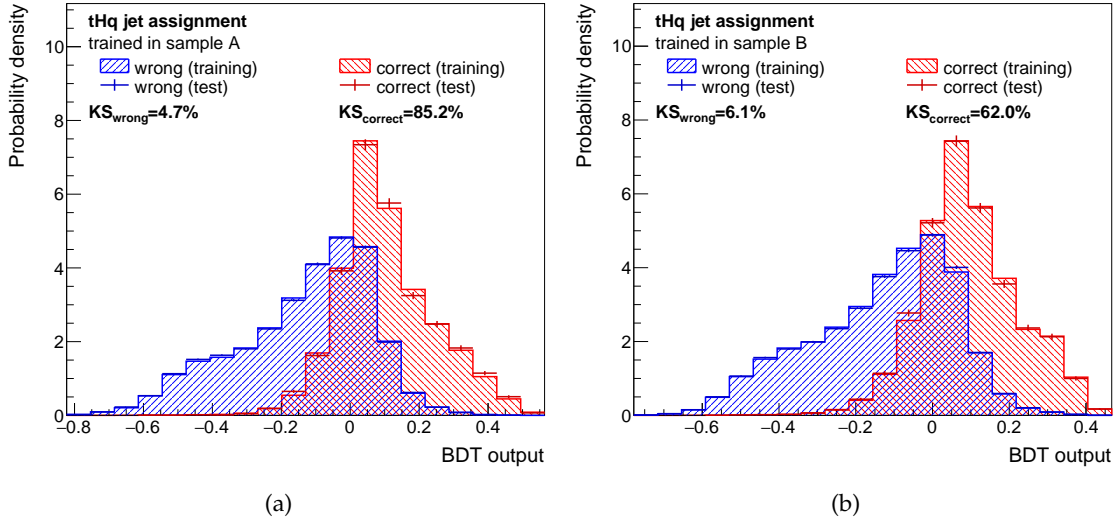 Probability density
10
8
6
4
2
0
tHq jet assignment
trained in sample A
wrong (training) correct (training)
wrong (test) correct (test)
KSwrong=4.7% KScorrect=85.2%
−0.8 −0.6 −0.4 −0.2 0 0.2 0.4
BDT output
(a)
Probability density
10
8
6
4
2
0
tHq jet assignment
trained in sample B
wrong (training) correct (training)
wrong (test) correct (test)
KSwrong=6.1% KScorrect=62.0%
−0.6 −0.4 −0.2 0 0.2 0.4
BDT output
(b)